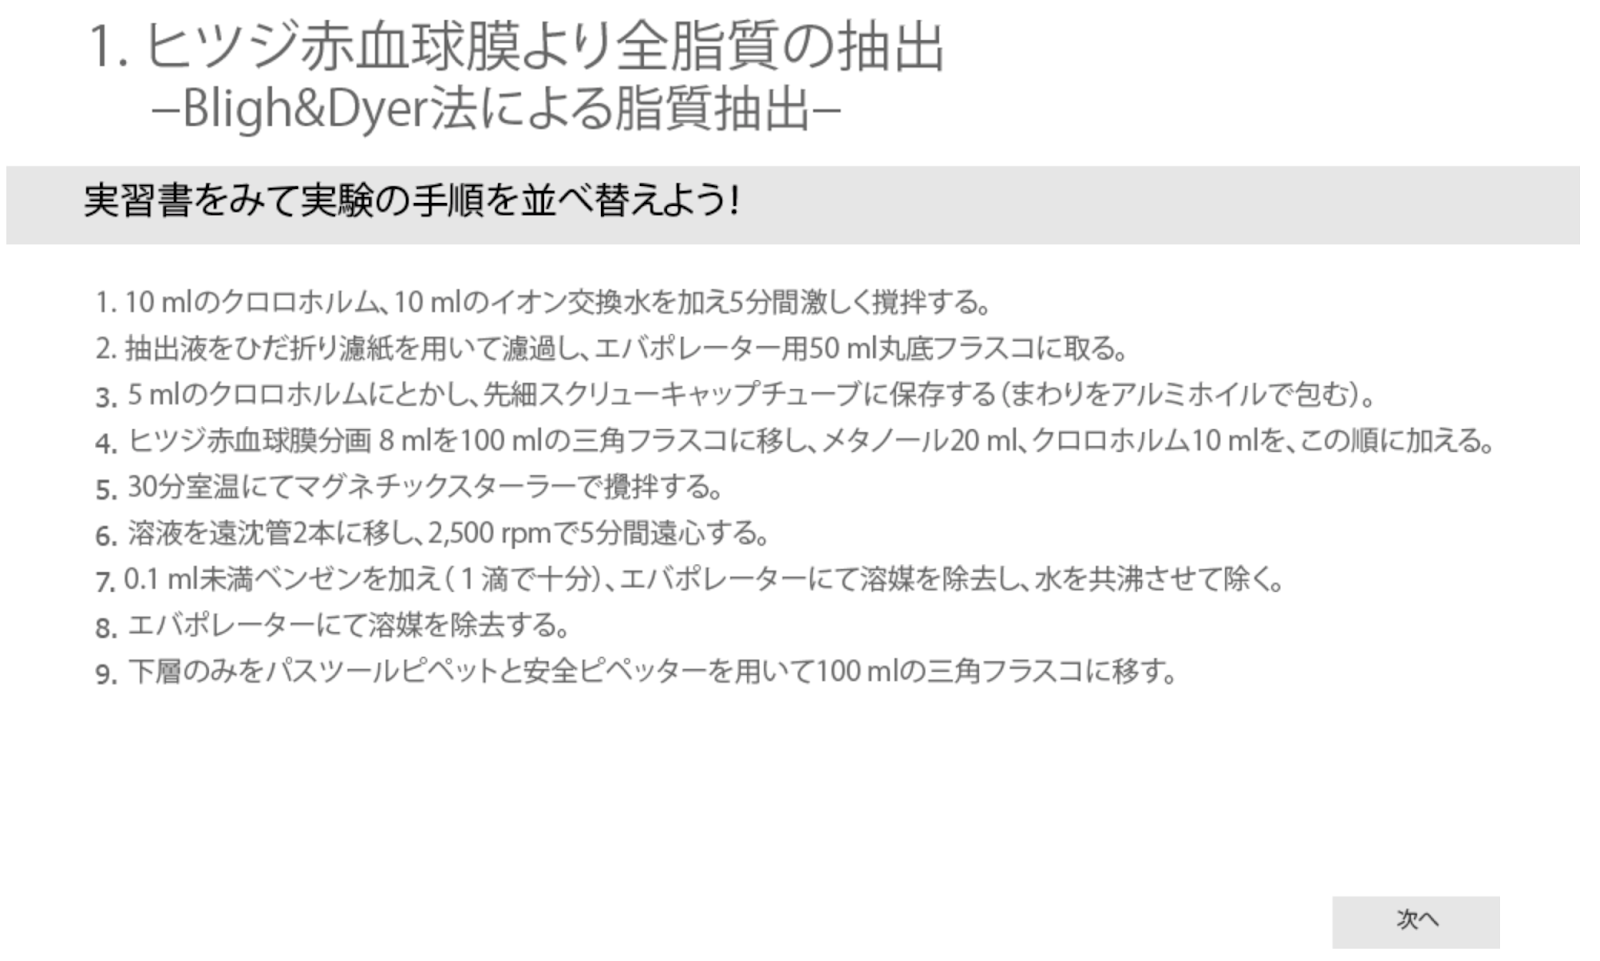 1. ヒツジ赤血球膜より全脂質の抽出
–Bligh&Dyer法による脂質抽出–
実習書をみて実験の手順を並べ替えよう!
1. 10 mlのクロロホルム、10 mlのイオン交換水を加え5分間激しく撹拌する。
2. 抽出液をひだ折り濾紙を用いて濾過し、エバポレーター用50 ml丸底フラスコに取る。
3. 5 mlのクロロホルムにとかし、先細スクリューキャップチューブに保存する（まわりをアルミホイルで包む）。
4. ヒツジ赤血球膜分画 8 mlを100 mlの三角フラスコに移し、メタノール20 ml、クロロホルム10 mlを、この順に加える。
5. 30分室温にてマグネチックスターラーで攪拌する。
6. 溶液を遠沈管2本に移し、2,500 rpmで5分間遠心する。
7. 0.1 ml未満ベンゼンを加え（１滴で十分）、エバポレーターにて溶媒を除去し、水を共沸させて除く。
8. エバポレーターにて溶媒を除去する。
9. 下層のみをパスツールピペットと安全ピペッターを用いて100 mlの三角フラスコに移す。
次へ